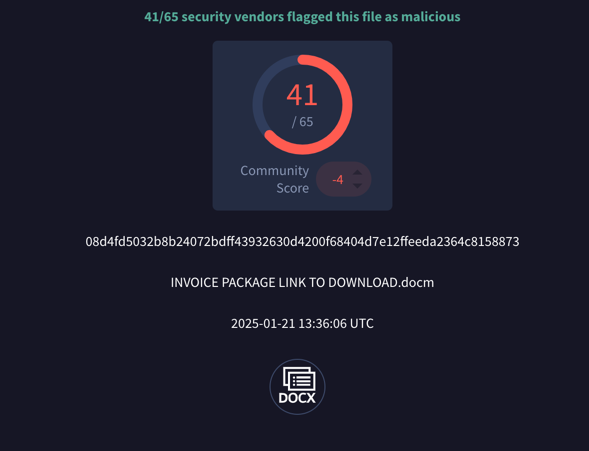 41/65 security vendors flagged this file as malicious
41
/ 65
Community
Score
-4
08d4fd5032b8b24072bdff43932630d4200f68404d7e12ffeeda2364c8158873
INVOICE PACKAGE LINK TO DOWNLOAD.docm
2025-01-21 13:36:06 UTC
DOCX